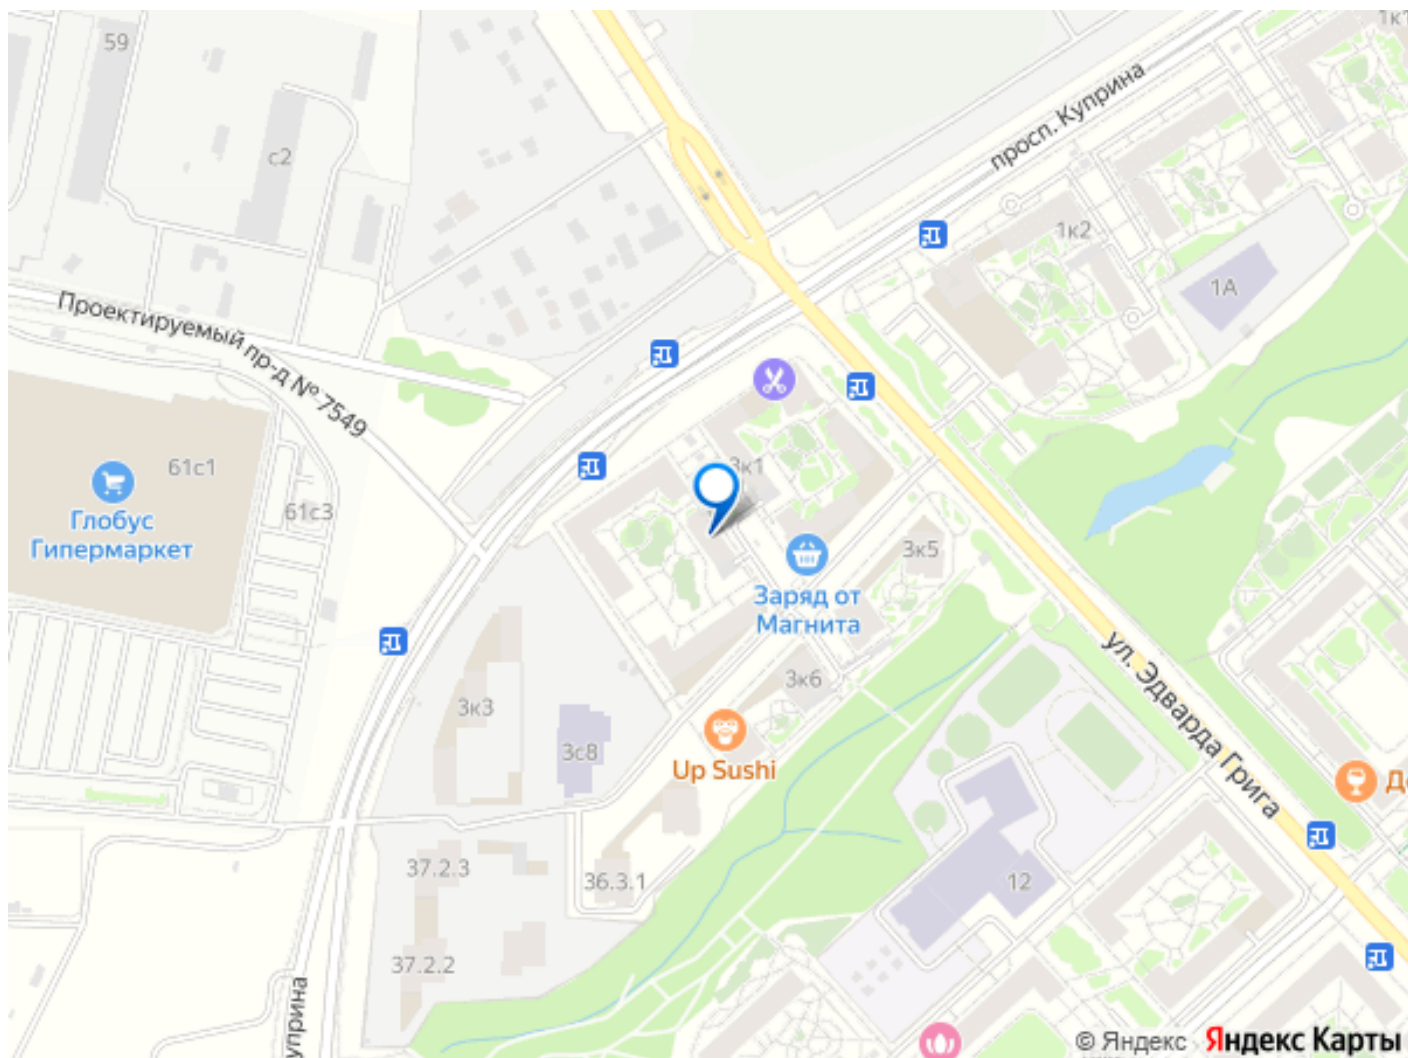 59
1к1
с2
просп. Куприна
1к2
1А
Проектируемый пр-д № 7549
61с1
3к1
Глобус
Гипермаркет
61с3
3к5
Заряд от
Магнита
ул. Эдварда Грига
3к6
3к3
3с8
Up Sushi
37.2.3
36.3.1
12
37.2.2
© Яндекс Яндекс Карты